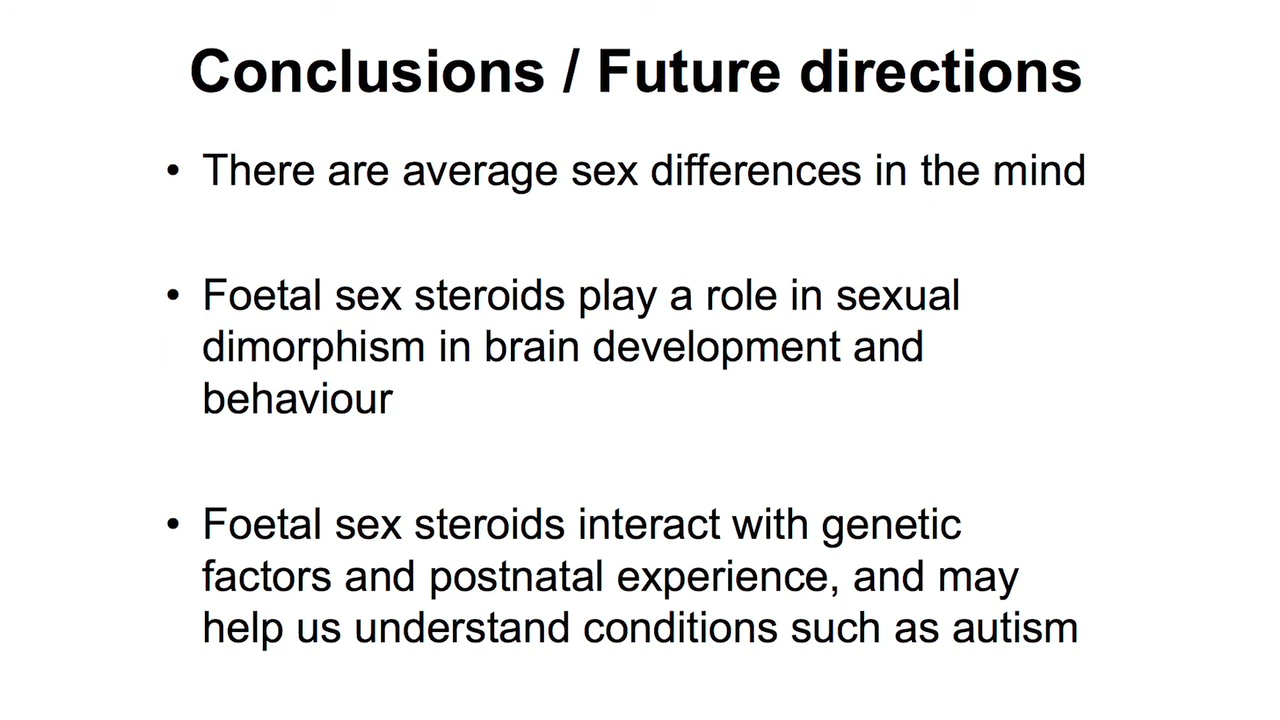 Conclusions / Future directions
• There are average sex differences in the mind
• Foetal sex steroids play a role in sexual
dimorphism in brain development and
behaviour
• Foetal sex steroids interact with genetic
factors and postnatal experience, and may
help us understand conditions such as autism